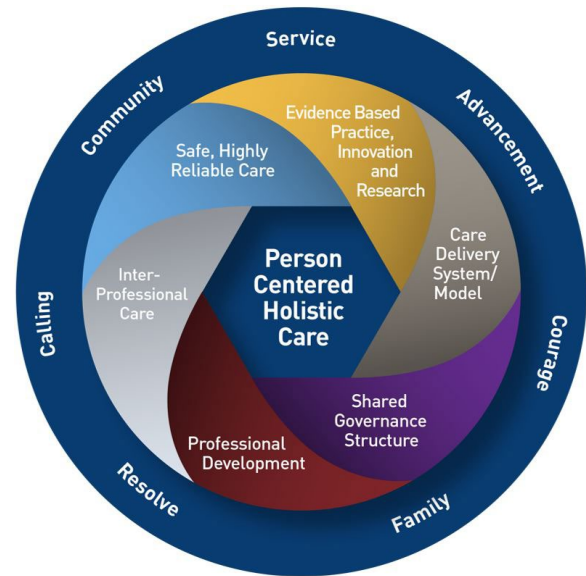 Service
Advancement
Courage
Family
Resolve
Calling
Community
Evidence Based
Practice,
Innovation
and
Research
Care
Delivery
System/
Model
Shared
Governance
Structure
Professional
Development
Inter-
Professional
Care
Safe, Highly
Reliable Care
Person
Centered
Holistic
Care